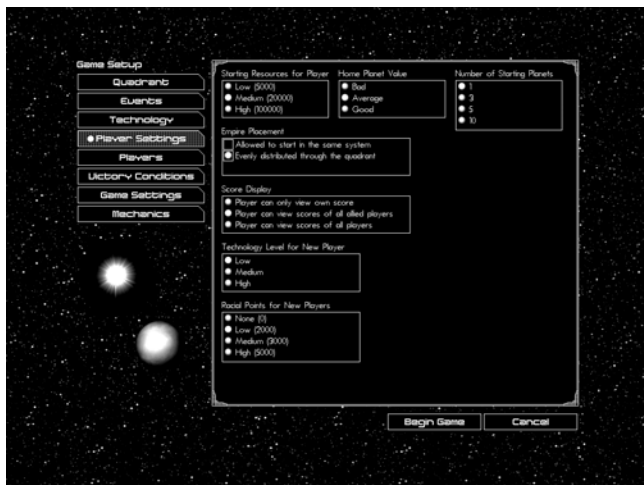 Game Setup
Quadrant
Events
Technology
Player Settings
Players
Victory Conditions
Game Settings
Mechanics
Starting Resources for Player
Low (5000)
Medium (20000)
High (100000)
Home Planet Value
Bad
Average
Good
Number of Starting Planets
1
3
5
10
Empire Placement
Allowed to start in the same system
Evenly distributed through the quadrant
Score Display
Player can only view own score
Player can view scores of all allied players
Player can view scores of all players
Technology Level for New Player
Low
Medium
High
Racial Points for New Players
None (0)
Low (2000)
Medium (3000)
High (5000)
Begin Game
Cancel